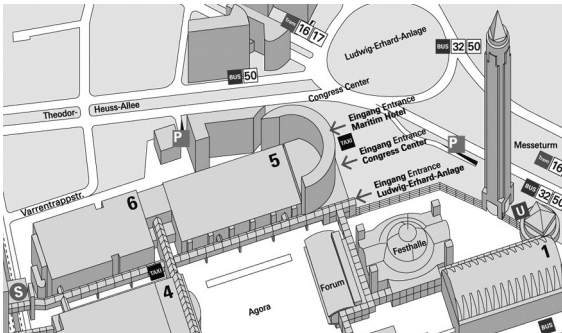 Tram 16 17
Ludwig-Erhard-Anlage
BUS 32 50
BUS 50
Congress Center
Theodor- Heuss-Allee
Eingang Entrance
Maritim Hotel
P
TAXI
P
Eingang Entrance
Congress Center
Messeturm
Tram 16
5
Eingang Entrance
Ludwig-Erhard-Anlage
BUS 32 50
Varrentrappstr.
6
U
Festhalle
1
TAXI
S
4
Forum
Agora
BUS